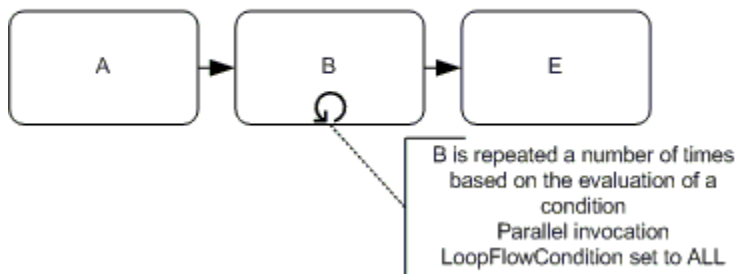 A
B
E
B is repeated a number of times
based on the evaluation of a
condition
Parallel invocation
LoopFlowCondition set to ALL